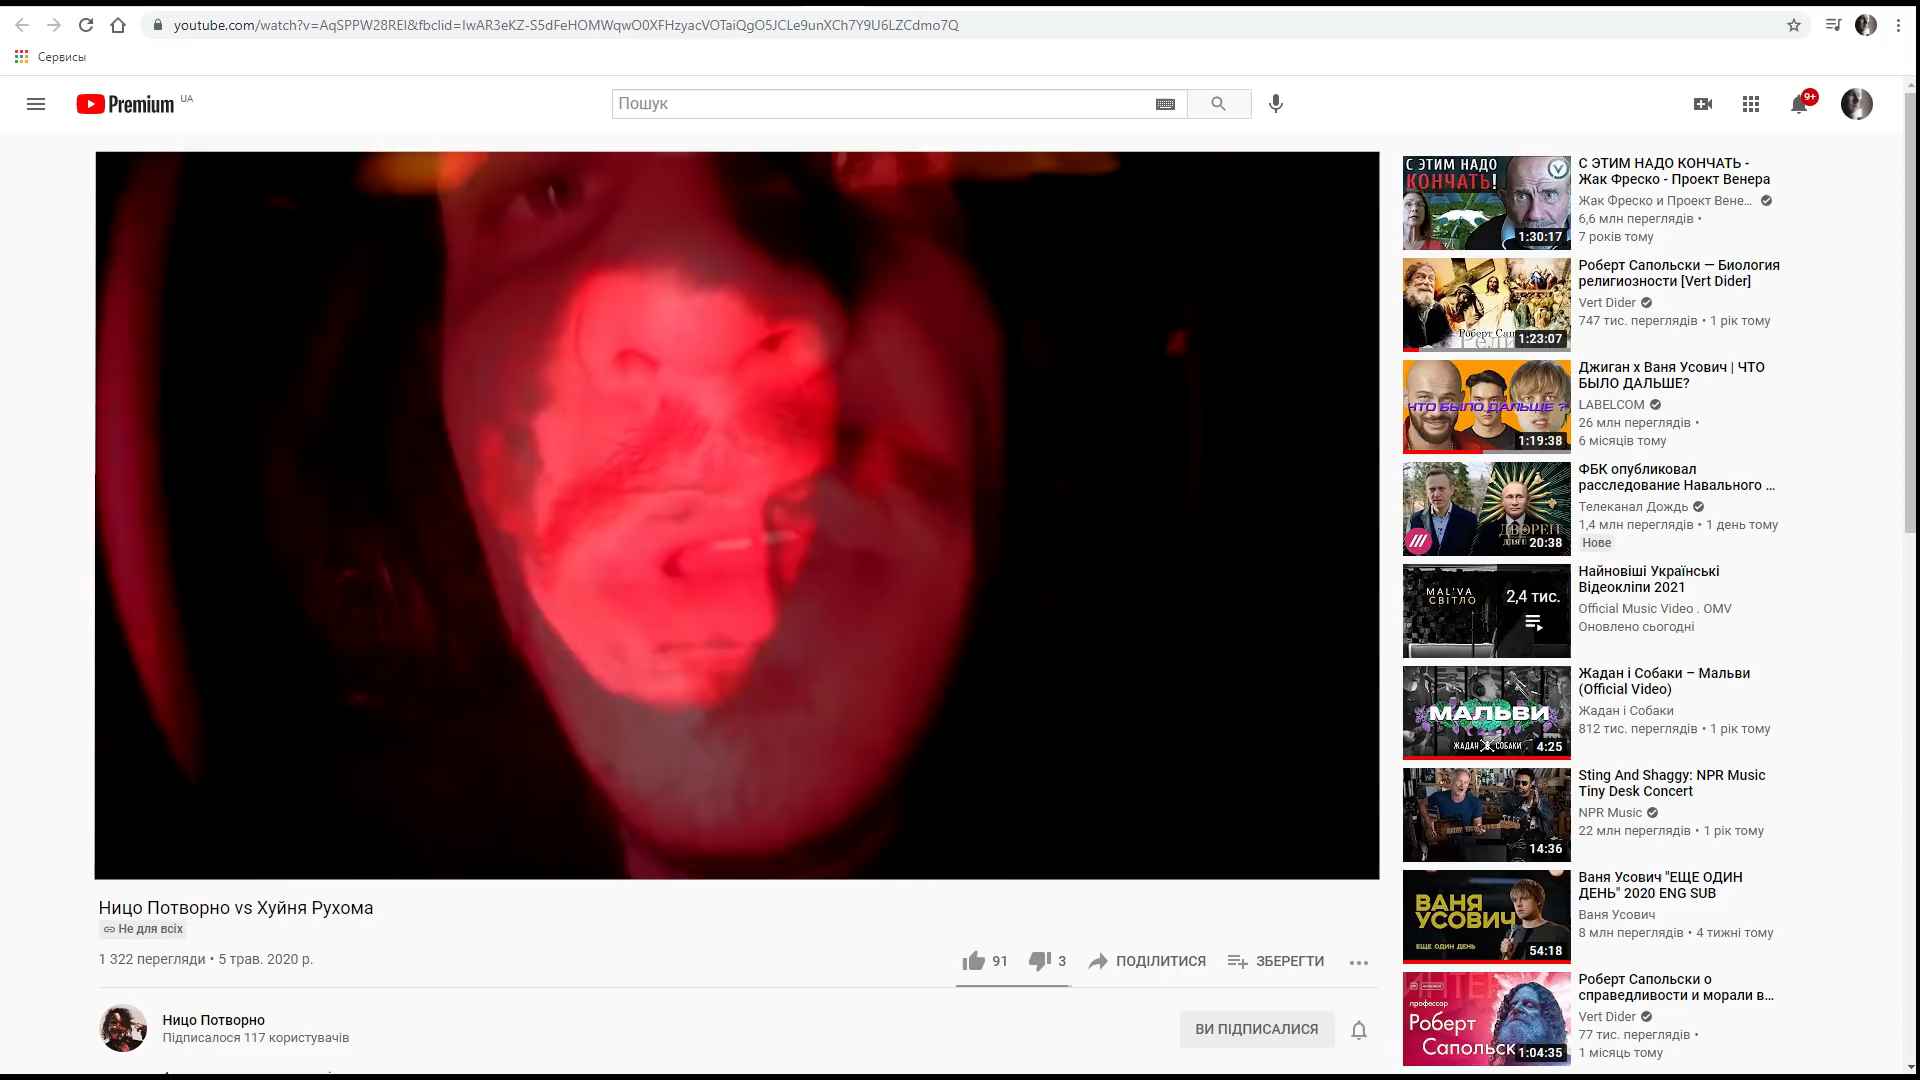 youtube.com/watch?v=AqSPPW28REI&fbclid=IwAR3eKZ-S5dFeHOMWqwO0XFHzyacVOTaiQgO5JCLe9unXCh7Y9U6LZCdmo7Q
Сервисы
Premium UA
Пошук
9+
С ЭТИМ НАДО
КОНЧАТЬ!
1:30:17
С ЭТИМ НАДО КОНЧАТЬ -
Жак Фреско - Проект Венера
Жак Фреско и Проект Вене...
6,6 млн переглядів •
7 років тому
1:23:07
Роберт Сапольски — Биология
религиозности [Vert Dider]
Vert Dider
747 тис. переглядів • 1 рік тому
ЧТО БЫЛО ДАЛЬШЕ ?
1:19:38
Джиган х Ваня Усович | ЧТО
БЫЛО ДАЛЬШЕ?
LABELCOM
26 млн переглядів •
6 місяців тому
ДВОРЕЦ
20:38
ФБК опубликовал
расследование Навального ...
Телеканал Дождь
1,4 млн переглядів • 1 день тому
Нове
MAL'VA
СВІТЛО
2,4 тис.
Найновіші Українські
Відеокліпи 2021
Official Music Video . OMV
Оновлено сьогодні
МАЛЬВИ
ЖАДАН І СОБАКИ
4:25
Жадан і Собаки – Мальви
(Official Video)
Жадан і Собаки
812 тис. переглядів • 1 рік тому
14:36
Sting And Shaggy: NPR Music
Tiny Desk Concert
NPR Music
22 млн переглядів • 1 рік тому
ВАНЯ
УСОВИЧ
ЕЩЕ ОДИН ДЕНЬ
54:18
Ваня Усович "ЕЩЕ ОДИН
ДЕНЬ" 2020 ENG SUB
Ваня Усович
8 млн переглядів • 4 тижні тому
профессор
Роберт
Сапольск
1:04:35
Роберт Сапольски о
справедливости и морали в...
Vert Dider
77 тис. переглядів •
1 місяць тому
Ницо Потворно vs Хуйня Рухома
Не для всіх
1 322 перегляди • 5 трав. 2020 р.
91
3
ПОДІЛИТИСЯ
ЗБЕРЕГТИ
Ницо Потворно
Підписалося 117 користувачів
ВИ ПІДПИСАЛИСЯ